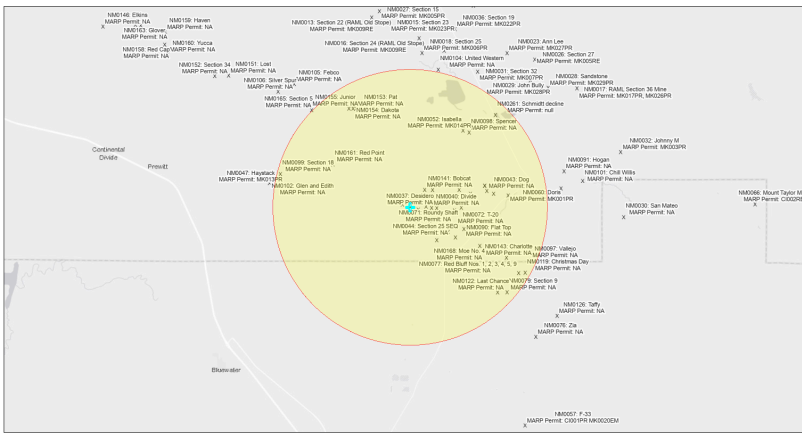 NM0027: Section 15
MARP Permit: MK005PR
NM0146: Elkins
MARP Permit: NA
NM0159: Haven
MARP Permit: NA
NM0013: Section 22 (RAML Old Stope)
MARP Permit: MK009RE
NM0015: Section 23
MARP Permit: MK023PR;
NM0036: Section 19
MARP Permit: MK022PR
NM0163: Glover
MARP Permit: NA
NM0160: Yucca
MARP Permit: NA
NM0158: Red Cap
MARP Permit: NA
NM0016: Section 24 (RAML Old Stope)
MARP Permit: MK009RE
NM0018: Section 25
MARP Permit: MK006PR
NM0023: Ann Lee
MARP Permit: MK027PR
NM0026: Section 27
MARP Permit: MK005RE
NM0104: United Western
MARP Permit: NA
NM0152: Section 34
MARP Permit: NA
NM0151: Last
MARP Permit: NA
NM0105: Febco
MARP Permit: NA
NM0031: Section 32
MARP Permit: MK007PR
NM0028: Sandstone
MARP Permit: MK029PR
NM0106: Silver Spur
MARP Permit: NA
NM0029: John Bully
MARP Permit: MK028PR
NM0017: RAML Section 36 Mine
MARP Permit: MK017PR, MK026PR
NM0165: Section 5
MARP Permit: NA
NM0155: Junior
MARP Permit: NA
NM0153: Pat
MARP Permit: NA
NM0154: Dakota
MARP Permit: NA
NM0261: Schmidt decline
MARP Permit: null
NM0052: Isabella
MARP Permit: MK014PR
NM0098: Spencer
MARP Permit: NA
NM0032: Johnny M
MARP Permit: MK003PR
Continental
Divide
Prewitt
NM0161: Red Point
MARP Permit: NA
NM0099: Section 18
MARP Permit: NA
NM0047: Haystack
MARP Permit: MK013PR
NM0102: Glen and Edith
MARP Permit: NA
NM0091: Hogan
MARP Permit: NA
NM0101: Chill Willis
MARP Permit: NA
NM0141: Bobcat
MARP Permit: NA
NM0043: Dog
MARP Permit: NA
NM0060: Doris
MARP Permit: MK001PR
NM0037: Desidero
MARP Permit: NA
NM0040: Divide
MARP Permit: NA
NM0066: Mount Taylor M
MARP Permit: CI002RE
NM0030: San Mateo
MARP Permit: NA
NM0071: Roundy Shaft
MARP Permit: NA
NM0072: T-20
MARP Permit: NA
NM0044: Section 25 SEQ
MARP Permit: NA
NM0090: Flat Top
MARP Permit: NA
NM0168: Moe No. 4
MARP Permit: NA
NM0143: Charlotte
MARP Permit: NA
NM0097: Vallejo
MARP Permit: NA
NM0077: Red Bluff Nos. 1, 2, 3, 4, 5, 9
MARP Permit: NA
NM0119: Christmas Day
MARP Permit: NA
NM0122: Last Chance
MARP Permit: NA
NM0079: Section 9
MARP Permit: NA
NM0126: Taffy
MARP Permit: NA
NM0076: Zia
MARP Permit: NA
Bluewater
NM0057: F-33
MARP Permit: CI001PR MK0020EM